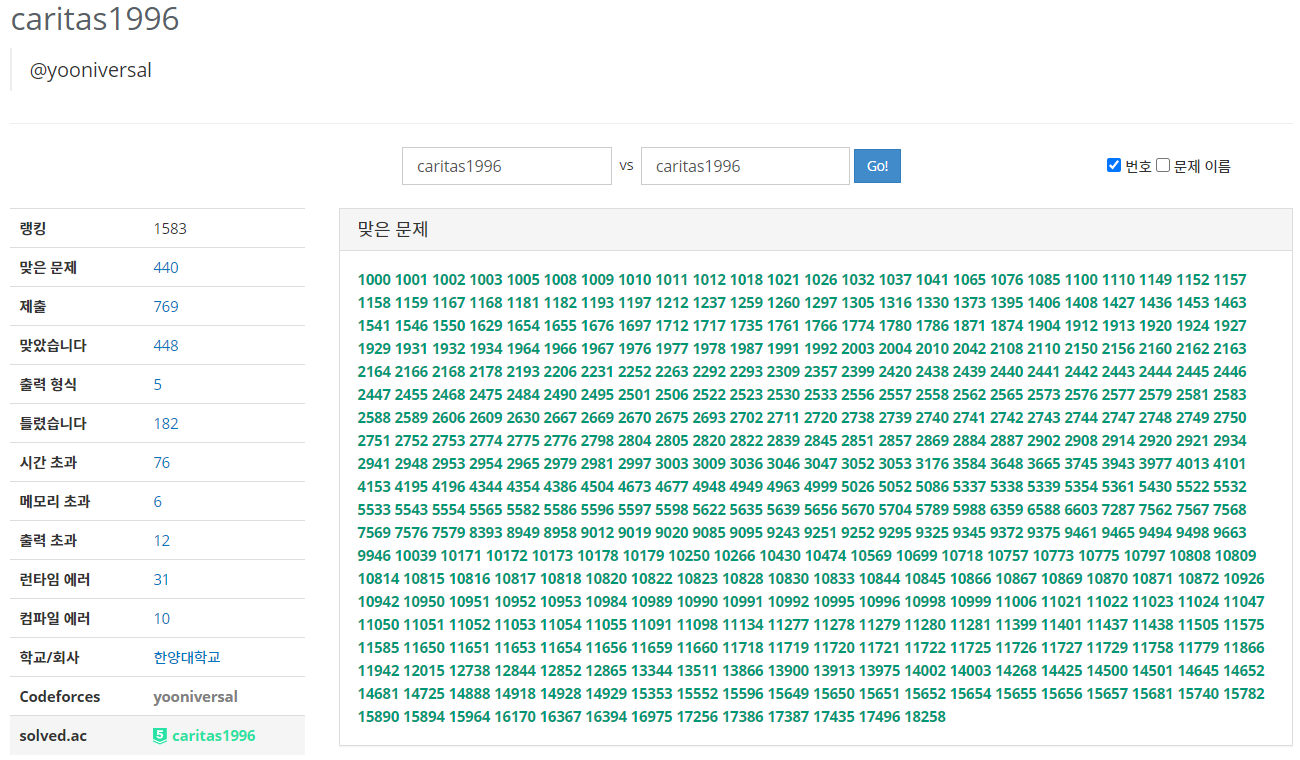 caritas1996
@yooniversal
caritas1996 vs caritas1996 Go! 번호 문제 이름
랭킹 1583
맞은 문제 440
제출 769
맞았습니다 448
출력 형식 5
틀렸습니다 182
시간 초과 76
메모리 초과 6
출력 초과 12
런타임 에러 31
컴파일 에러 10
학교/회사 한양대학교
Codeforces yooniversal
solved.ac 5 caritas1996
맞은 문제
1000 1001 1002 1003 1005 1008 1009 1010 1011 1012 1018 1021 1026 1032 1037 1041 1065 1076 1085 1100 1110 1149 1152 1157
1158 1159 1167 1168 1181 1182 1193 1197 1212 1237 1259 1260 1297 1305 1316 1330 1373 1395 1406 1408 1427 1436 1453 1463
1541 1546 1550 1629 1654 1655 1676 1697 1712 1717 1735 1761 1766 1774 1780 1786 1871 1874 1904 1912 1913 1920 1924 1927
1929 1931 1932 1934 1964 1966 1967 1976 1977 1978 1987 1991 1992 2003 2004 2010 2042 2108 2110 2150 2156 2160 2162 2163
2164 2166 2168 2178 2193 2206 2231 2252 2263 2292 2293 2309 2357 2399 2420 2438 2439 2440 2441 2442 2443 2444 2445 2446
2447 2455 2468 2475 2484 2490 2495 2501 2506 2522 2523 2530 2533 2556 2557 2558 2562 2565 2573 2576 2577 2579 2581 2583
2588 2589 2606 2609 2630 2667 2669 2670 2675 2693 2702 2711 2720 2738 2739 2740 2741 2742 2743 2744 2747 2748 2749 2750
2751 2752 2753 2774 2775 2776 2798 2804 2805 2820 2822 2839 2845 2851 2857 2869 2884 2887 2902 2908 2914 2920 2921 2934
2941 2948 2953 2954 2965 2979 2981 2997 3003 3009 3036 3046 3047 3052 3053 3176 3584 3648 3665 3745 3943 3977 4013 4101
4153 4195 4196 4344 4354 4386 4504 4673 4677 4948 4949 4963 4999 5026 5052 5086 5337 5338 5339 5354 5361 5430 5522 5532
5533 5543 5554 5565 5582 5586 5596 5597 5598 5622 5635 5639 5656 5670 5704 5789 5988 6359 6588 6603 7287 7562 7567 7568
7569 7576 7579 8393 8949 8958 9012 9019 9020 9085 9095 9243 9251 9252 9295 9325 9345 9372 9375 9461 9465 9494 9498 9663
9946 10039 10171 10172 10173 10178 10179 10250 10266 10430 10474 10569 10699 10718 10757 10773 10775 10797 10808 10809
10814 10815 10816 10817 10818 10820 10822 10823 10828 10830 10833 10844 10845 10866 10867 10869 10870 10871 10872 10926
10942 10950 10951 10952 10953 10984 10989 10990 10991 10992 10995 10996 10998 10999 11006 11021 11022 11023 11024 11047
11050 11051 11052 11053 11054 11055 11091 11098 11134 11277 11278 11279 11280 11281 11399 11401 11437 11438 11505 11575
11585 11650 11651 11653 11654 11656 11659 11660 11718 11719 11720 11721 11722 11725 11726 11727 11729 11758 11779 11866
11942 12015 12738 12844 12852 12865 13344 13511 13866 13900 13913 13975 14002 14003 14268 14425 14500 14501 14645 14652
14681 14725 14888 14918 14928 14929 15353 15552 15596 15649 15650 15651 15652 15654 15655 15656 15657 15681 15740 15782
15890 15894 15964 16170 16367 16394 16975 17256 17386 17387 17435 17496 18258